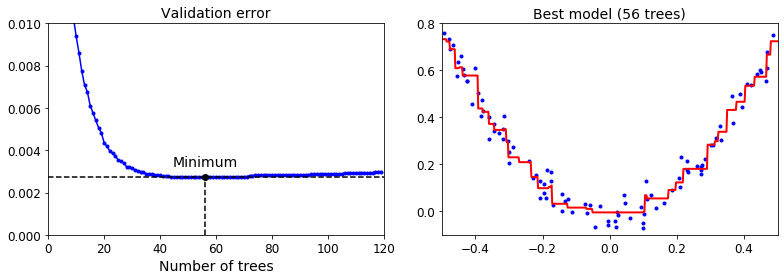 Validation error
0.010
0.008
0.006
0.004
0.002
0.000
Minimum
0 20 40 60 80 100 120
Number of trees
Best model (56 trees)
0.8
0.6
0.4
0.2
0.0
−0.4 −0.2 0.0 0.2 0.4